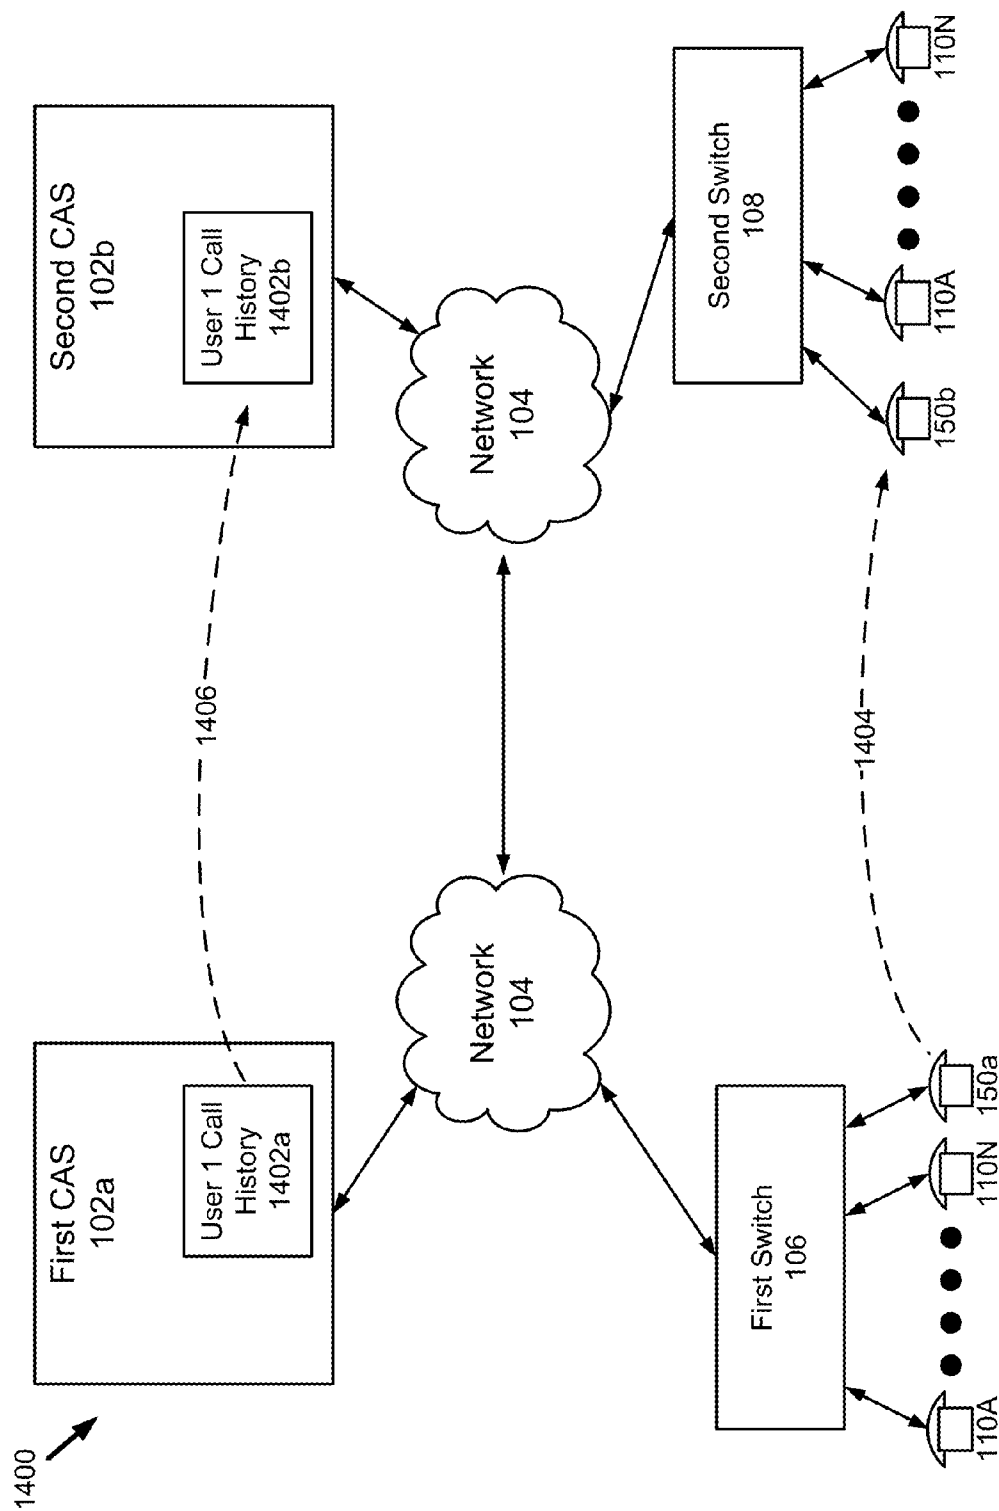 1400
First CAS
102a
User 1 Call
History
1402a
1406
Second CAS
102b
User 1 Call
History
1402b
Network
104
Network
104
First Switch
106
Second Switch
108
1404
110A
110N
150a
150b
110A
110N